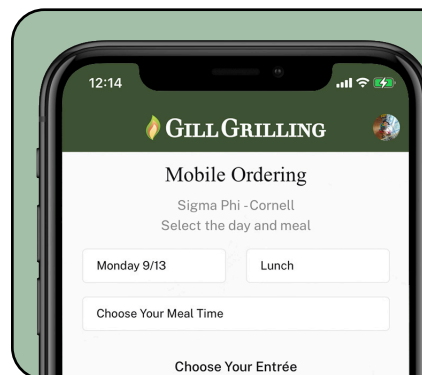 12:14
GILL GRILLING
Mobile Ordering
Sigma Phi - Cornell
Select the day and meal
Monday 9/13
Lunch
Choose Your Meal Time
Choose Your Entrée